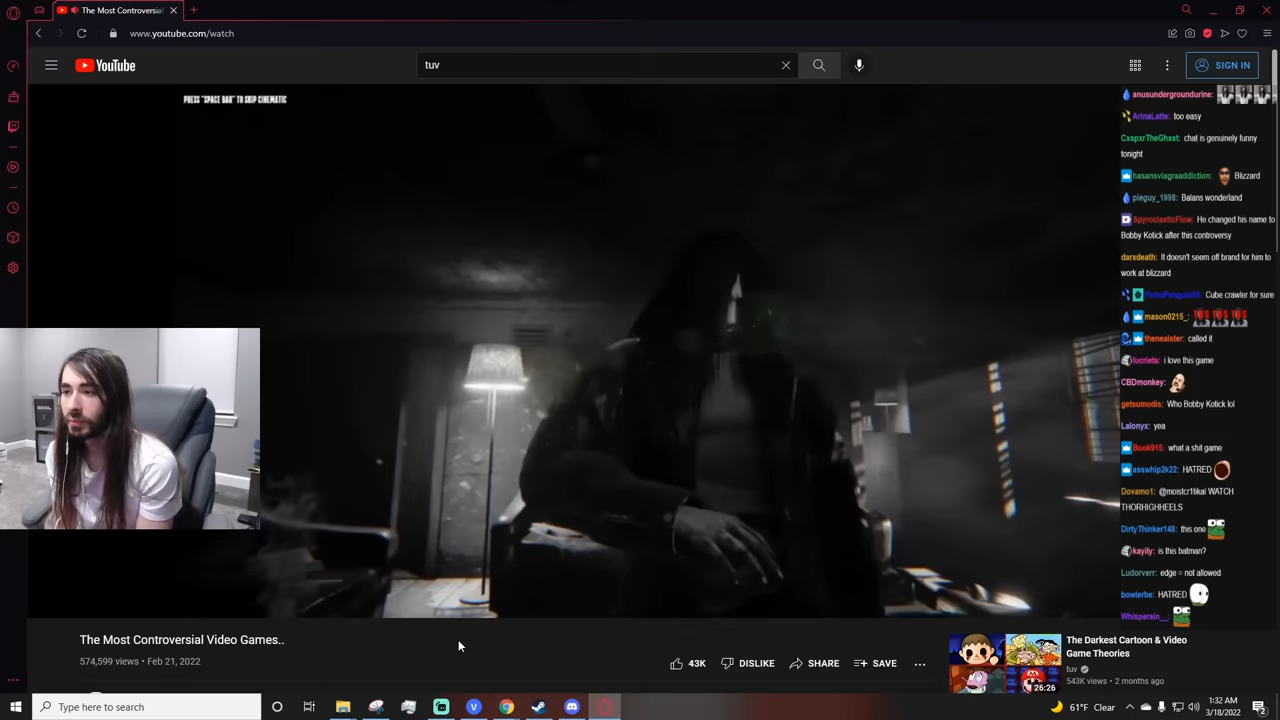 The Most Controversial
www.youtube.com/watch
YouTube
tuv
SIGN IN
PRESS "SPACE BAR" TO SKIP CINEMATIC
anusundergroundurine:
ArinaLatte: too easy
CxspxrTheGhxst: chat is genuinely funny
tonight
hasansviagraaddiction: Blizzard
pieguy_1998: Balans wonderland
SpyroclasticFlow: He changed his name to
Bobby Kotick after this controversy
darxdeath: It doesn't seem off brand for him to
work at blizzard
Cube crawler for sure
mason0215_:
thenealster: called it
lucrieta: i love this game
CBDmonkey:
getsumodis: Who Bobby Kotick lol
Lalonyx: yea
Book915: what a shit game
asswhip2k22: HATRED
Dovamo1: @moistcr1tikal WATCH
THORHIGHHEELS
DirtyThinker148: this one
kayily: is this batman?
Ludorverr: edge = not allowed
bowlerbe: HATRED
Whisperain__:
The Most Controversial Video Games..
574,599 views • Feb 21, 2022
43K
DISLIKE
SHARE
SAVE
The Darkest Cartoon & Video
Game Theories
tuv
543K views • 2 months ago
26:26
Type here to search
61°F Clear
1:32 AM
3/18/2022
2